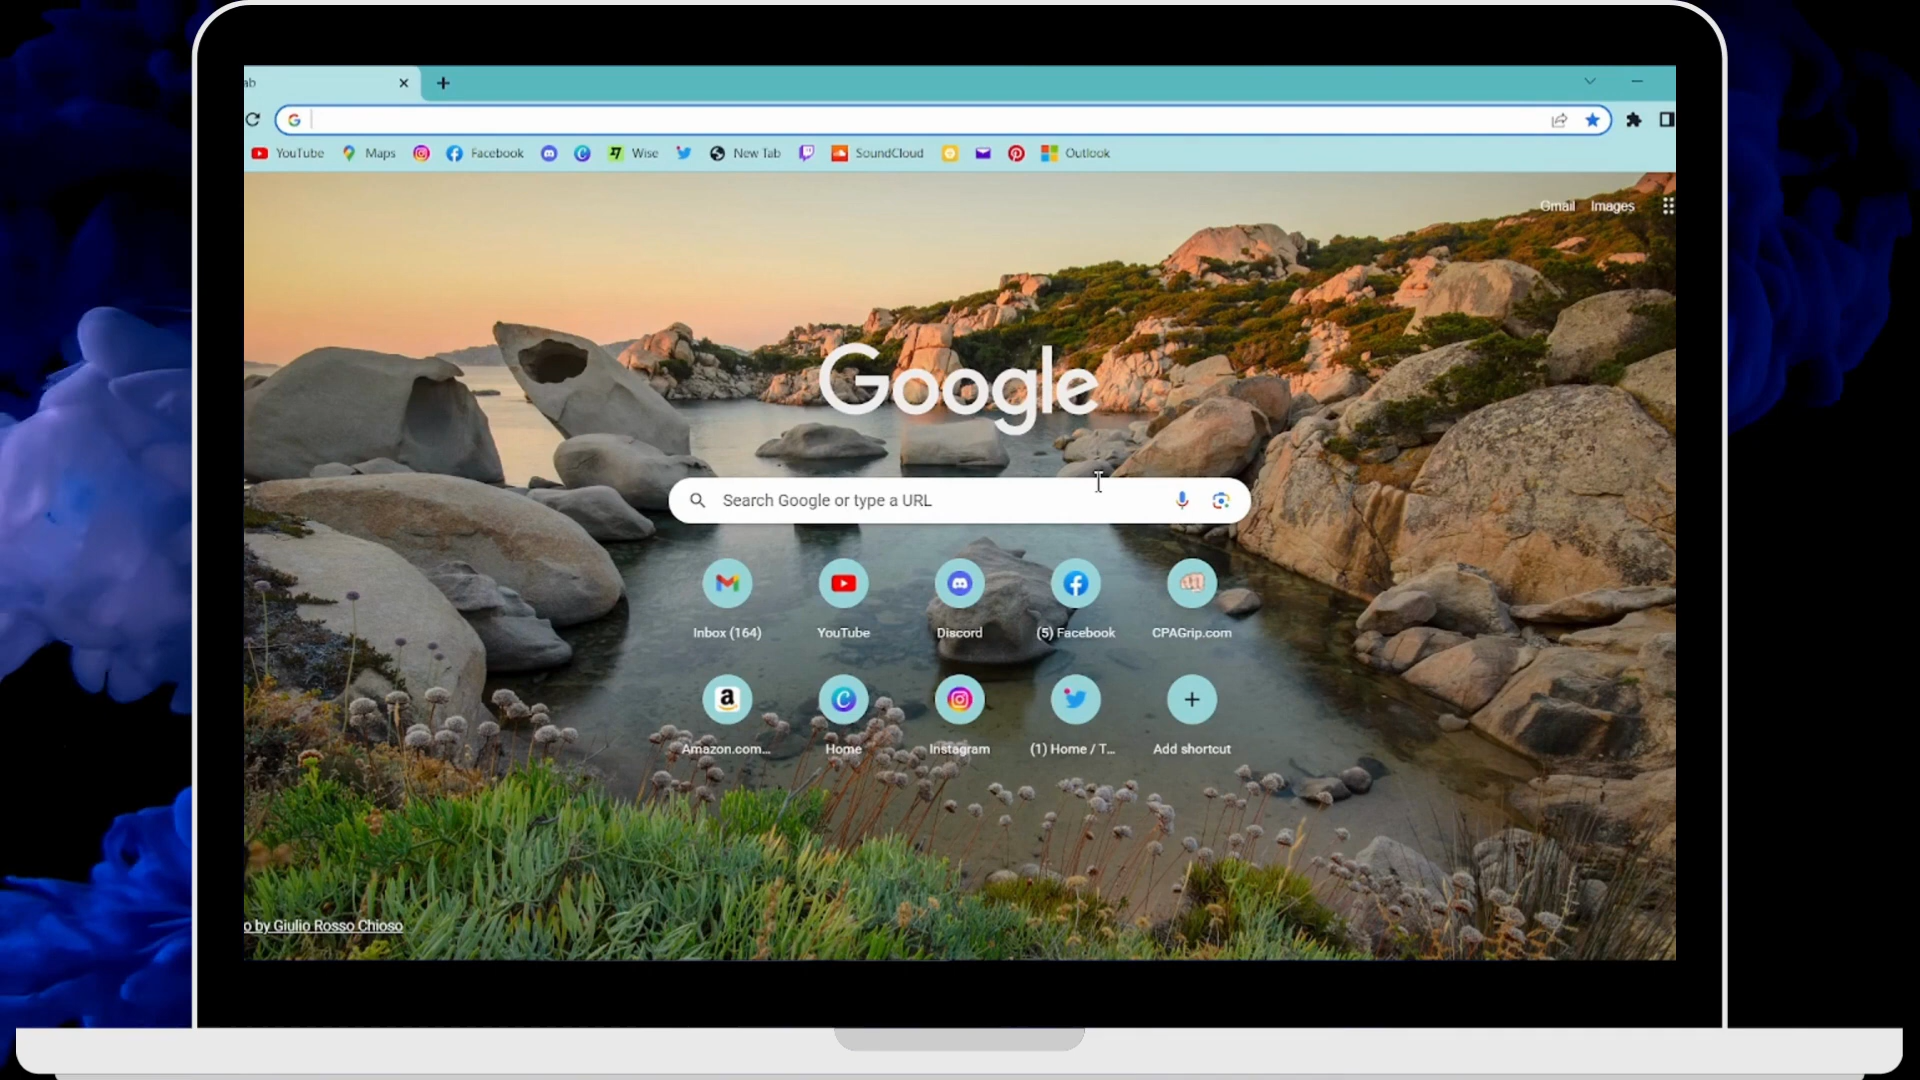 ab
YouTube Maps Facebook Wise New Tab SoundCloud Outlook
Gmail Images
Google
Search Google or type a URL
Inbox (164) YouTube Discord (5) Facebook CPAGrip.com
Amazon.com... Home Instagram (1) Home / T... Add shortcut
o by Giulio Rosso Chioso